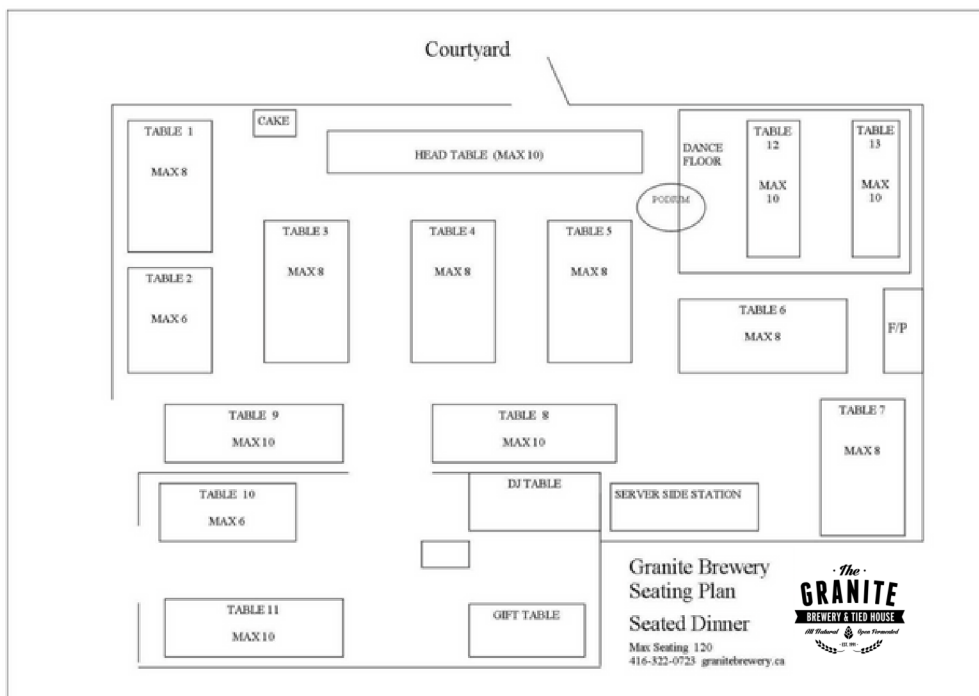 Courtyard
CAKE
TABLE 1
MAX 8
HEAD TABLE (MAX 10)
DANCE
FLOOR
TABLE
12
MAX
10
TABLE
13
MAX
10
PODIUM
TABLE 2
MAX 6
TABLE 3
MAX 8
TABLE 4
MAX 8
TABLE 5
MAX 8
TABLE 6
MAX 8
F/P
TABLE 9
MAX 10
TABLE 8
MAX 10
TABLE 7
MAX 8
TABLE 10
MAX 6
DJ TABLE
SERVER SIDE STATION
TABLE 11
MAX 10
GIFT TABLE
Granite Brewery
Seating Plan
Seated Dinner
Max Seating 120
416-322-0723 granitebrewery.ca
· The ·
GRANITE
BREWERY & TIED HOUSE
All Natural Open Fermented
EST. 1991